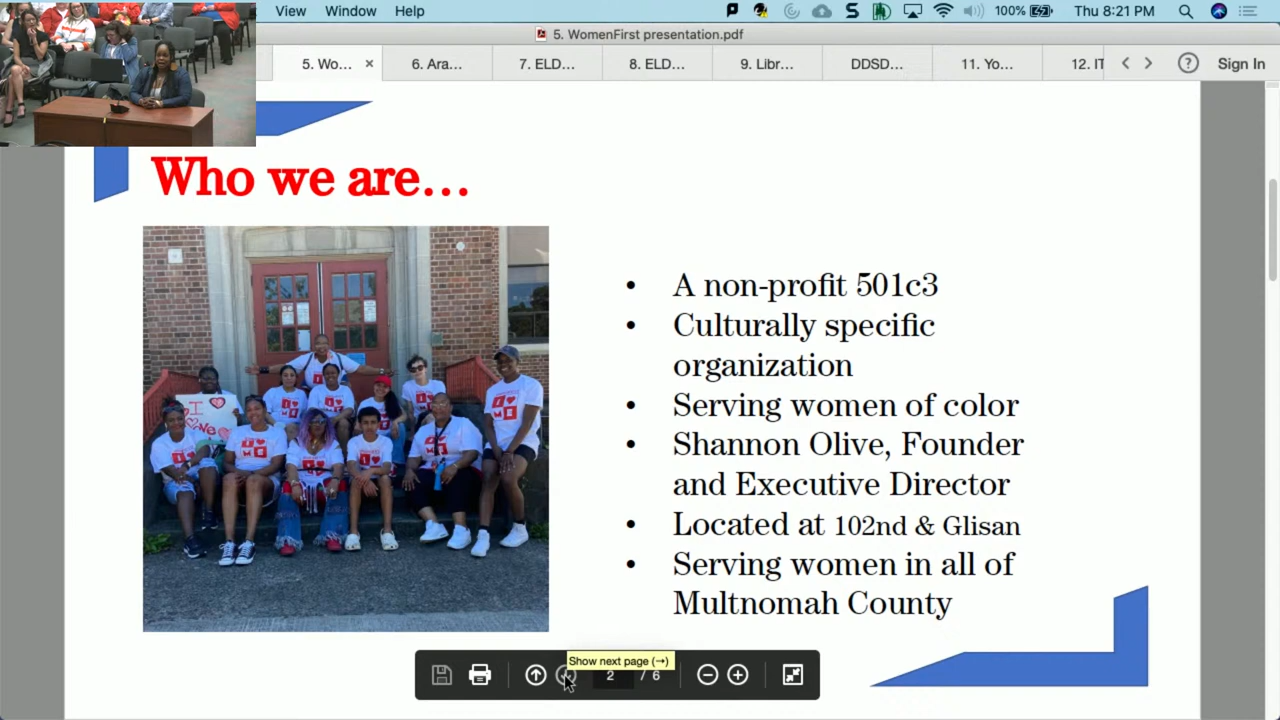 View Window Help 100% Thu 8:21 PM
5. WomenFirst presentation.pdf
5. Wo... × 6. Ara... 7. ELD... 8. ELD... 9. Libr... DDSD... 11. Yo... 12. IT Sign In
Who we are...
• A non-profit 501c3
• Culturally specific
organization
• Serving women of color
• Shannon Olive, Founder
and Executive Director
• Located at 102nd & Glisan
• Serving women in all of
Multnomah County
Show next page (→)
2 / 6